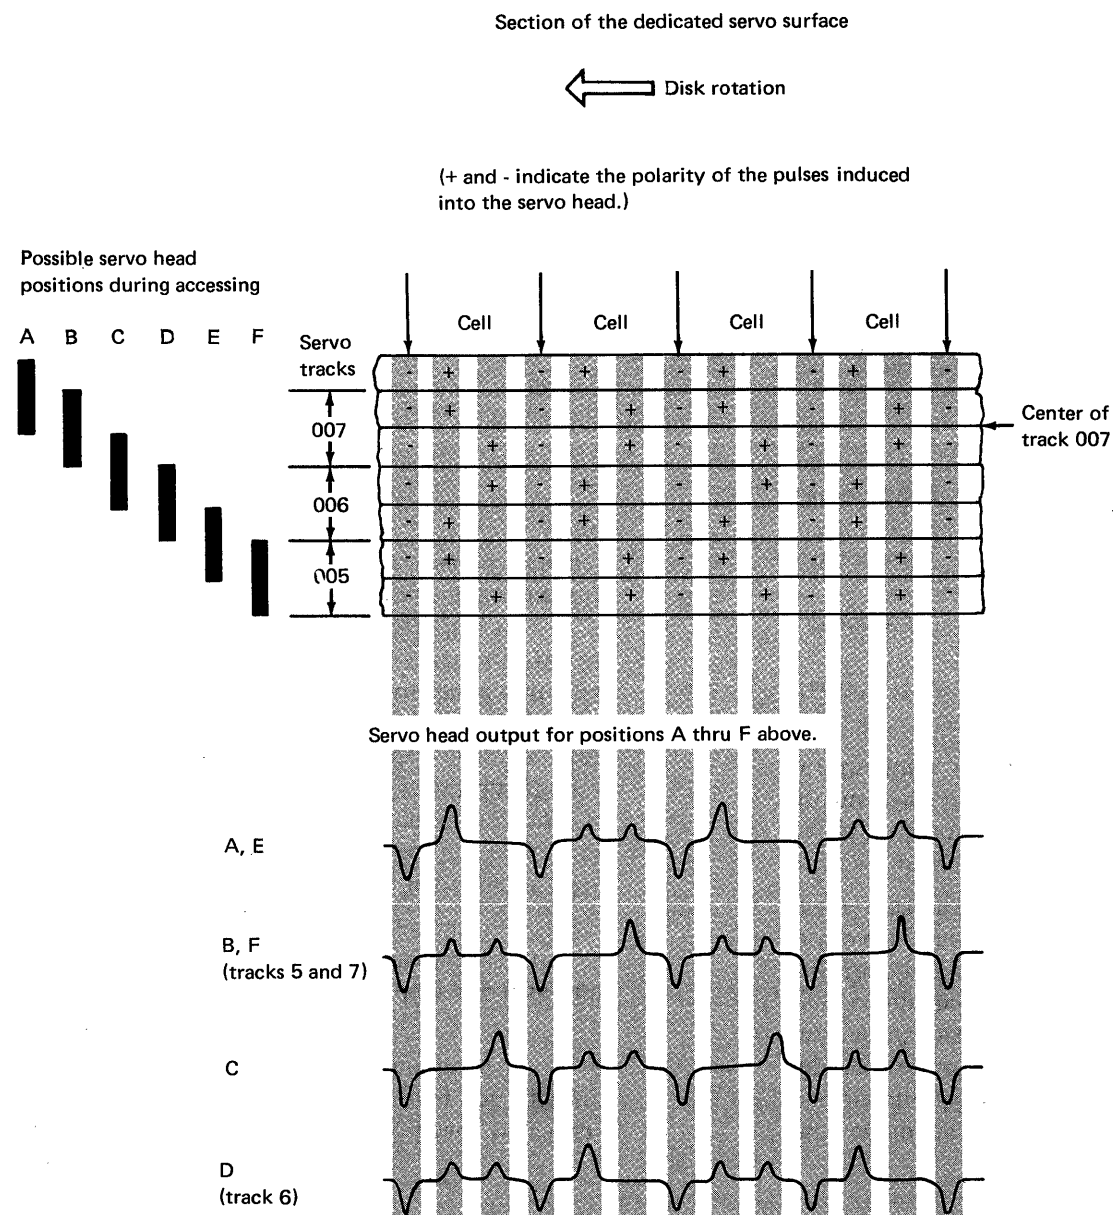 Section of the dedicated servo surface
Disk rotation
(+ and - indicate the polarity of the pulses induced
into the servo head.)
Possible servo head
positions during accessing
A B C D E F
Servo
tracks
Cell Cell Cell Cell
- + - + - + - + -
007
- + - + - + - + -
Center of
track 007
- + - + - + - + -
006
- + - + - + - + -
- + - + - + - + -
005
- + - + - + - + -
- + - + - + - + -
Servo head output for positions A thru F above.
A, E
B, F
(tracks 5 and 7)
C
D
(track 6)